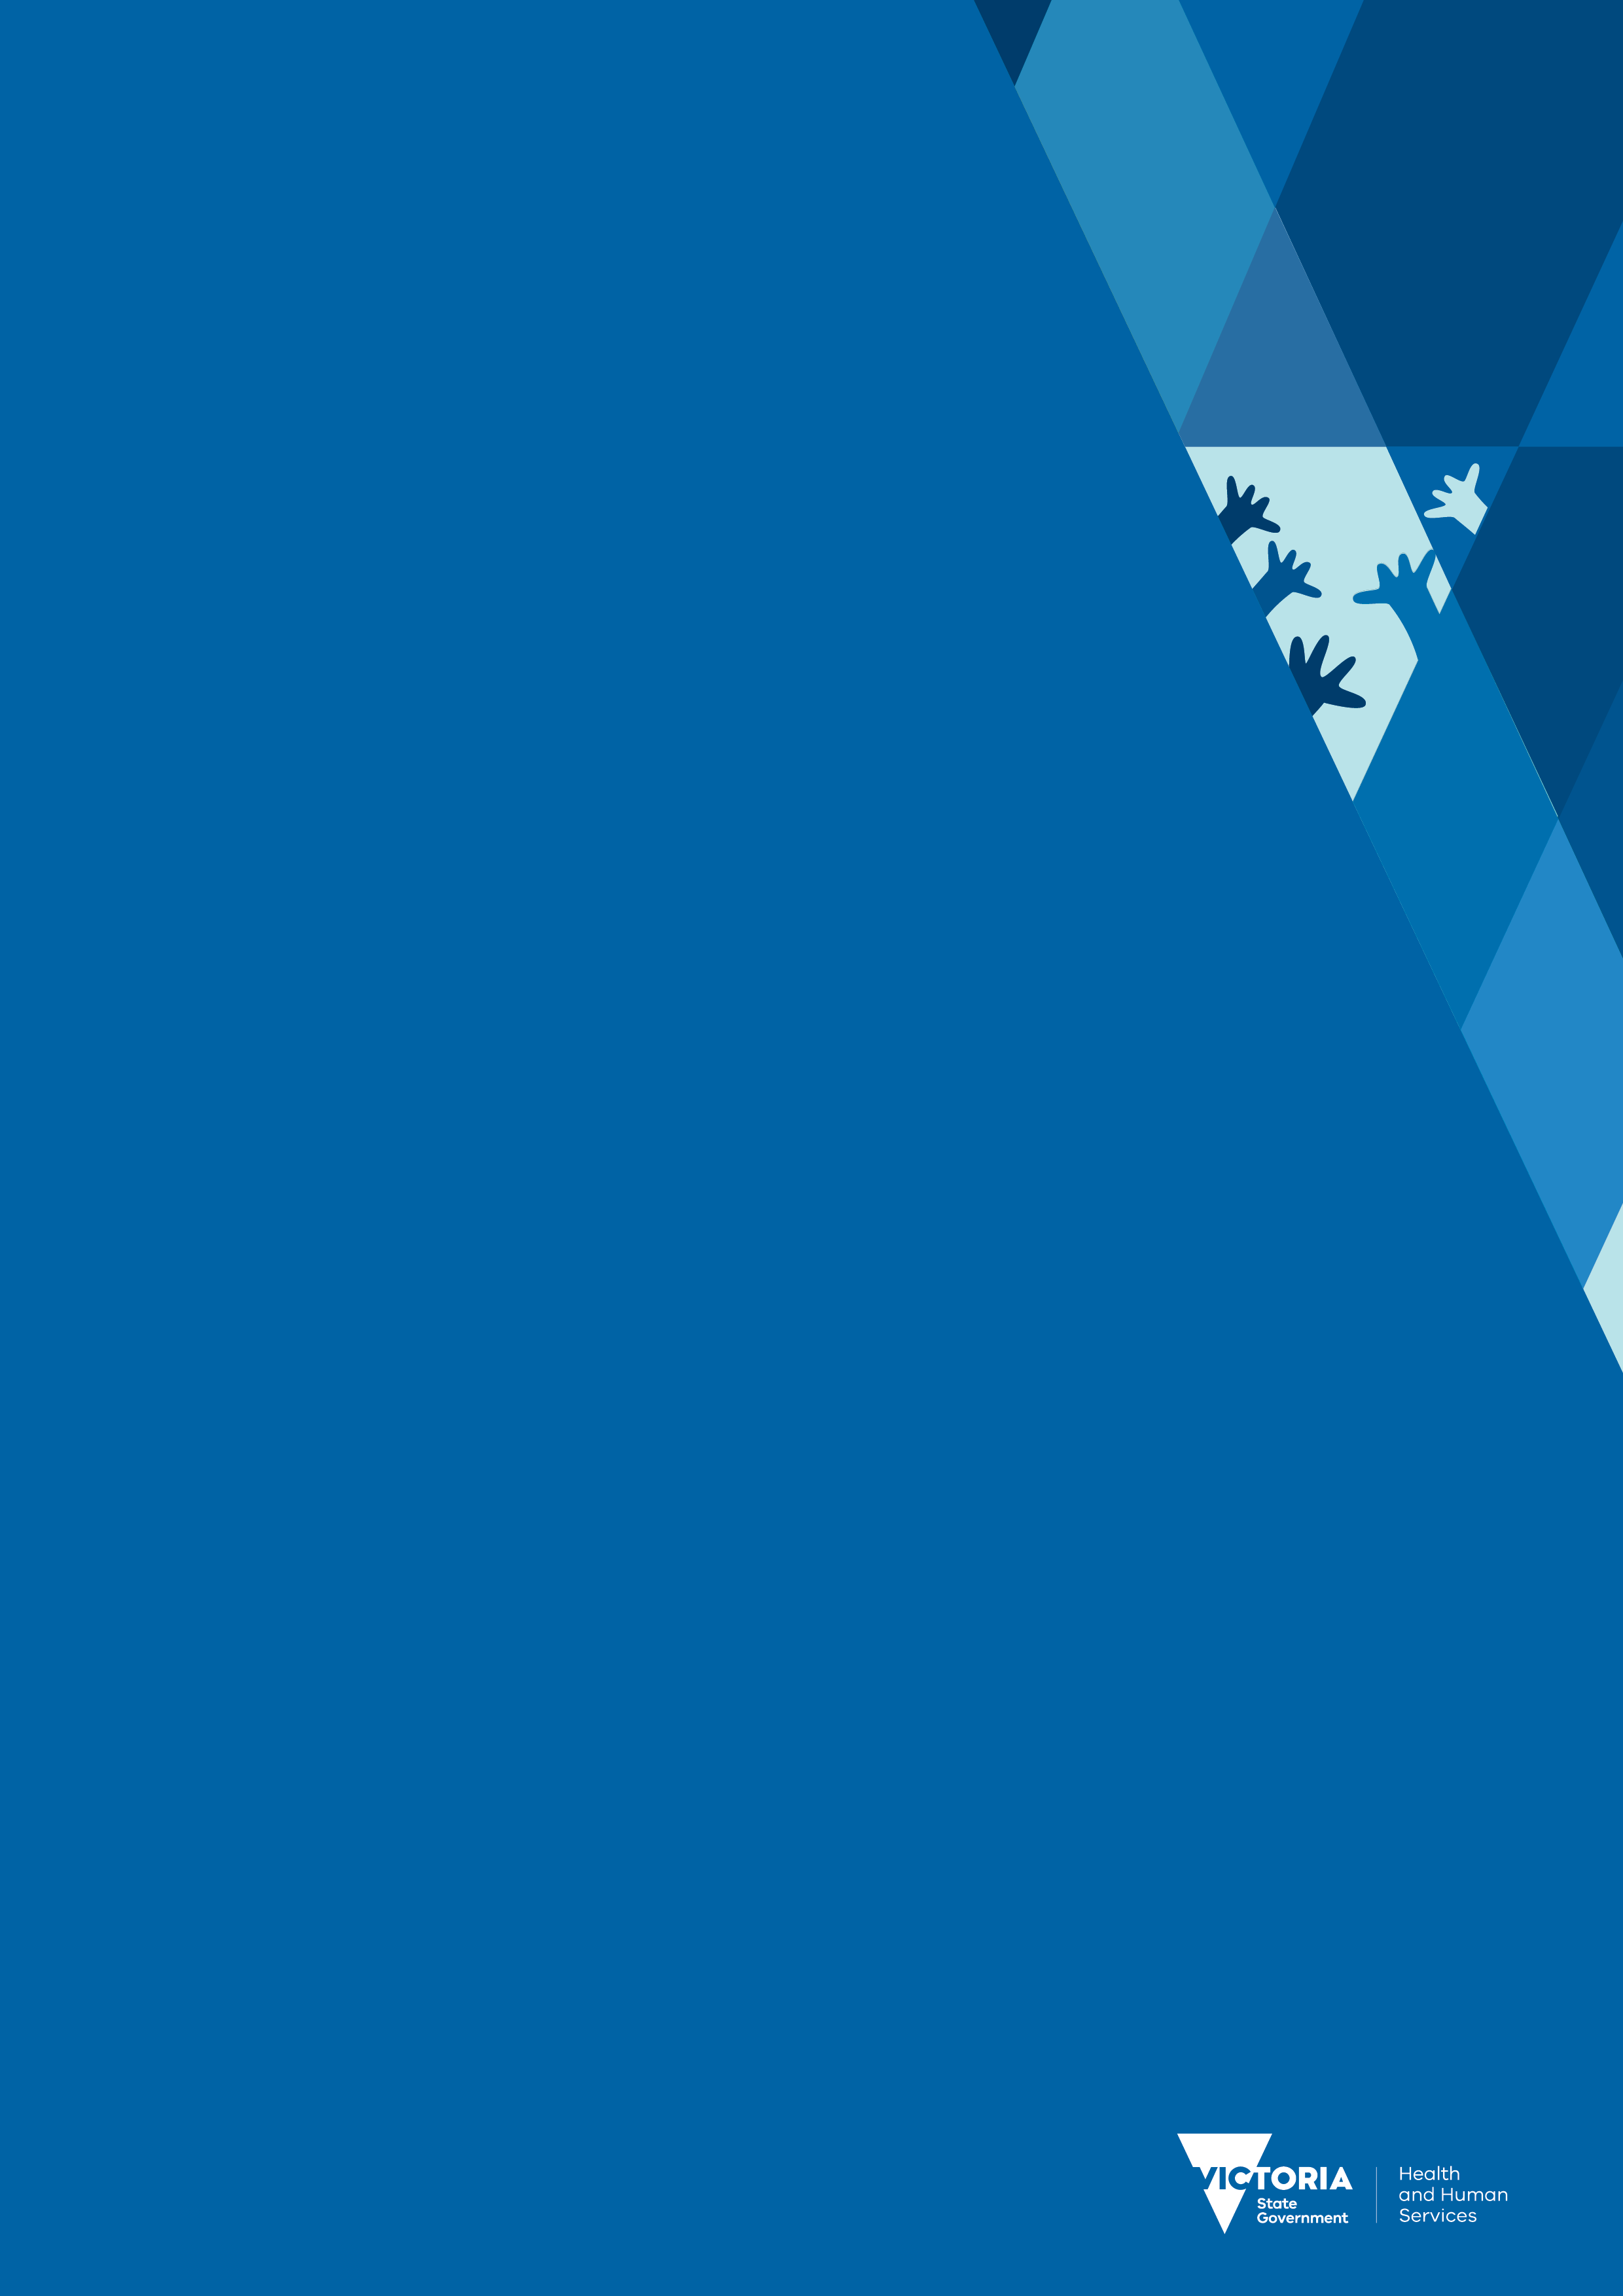 VICTORIA
State
Government
Health
and Human
Services